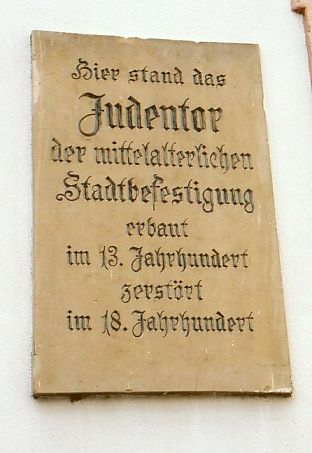 Hier stand das
Judentor
der mittelalterlichen
Stadtbefestigung
erbaut
im 13. Jahrhundert
zerstört
im 18. Jahrhundert